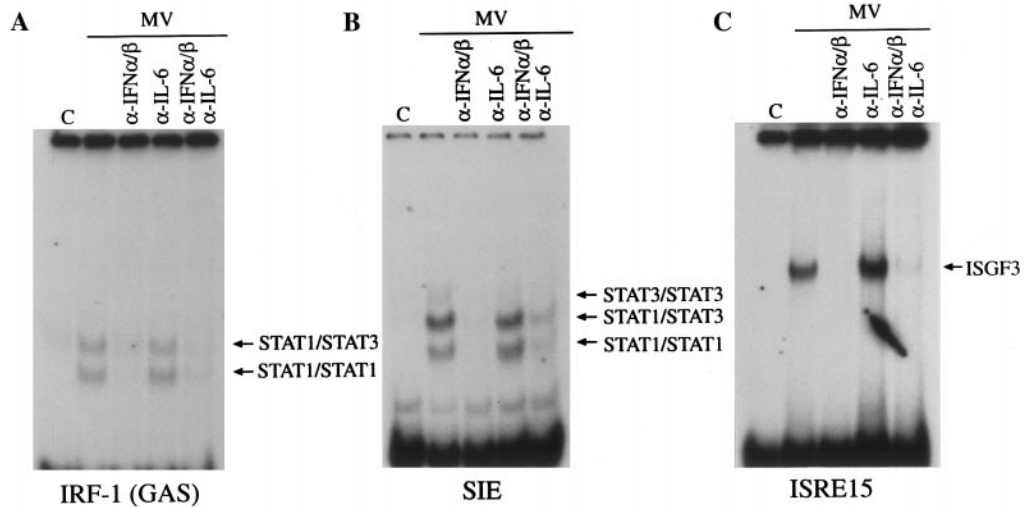 A
MV
C
α-IFNα/β
α-IL-6
α-IFNα/β
α-IL-6
STAT1/STAT3
STAT1/STAT1
IRF-1 (GAS)
B
MV
C
α-IFNα/β
α-IL-6
α-IFNα/β
α-IL-6
STAT3/STAT3
STAT1/STAT3
STAT1/STAT1
SIE
C
MV
C
α-IFNα/β
α-IL-6
α-IFNα/β
α-IL-6
ISGF3
ISRE15